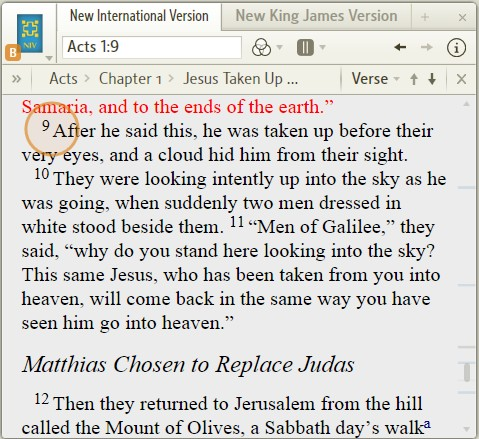 New International Version New King James Version
NIV
B
Acts 1:9
Acts Chapter 1 Jesus Taken Up ... Verse
Samaria, and to the ends of the earth.”
9 After he said this, he was taken up before their
very eyes, and a cloud hid him from their sight.
10 They were looking intently up into the sky as he
was going, when suddenly two men dressed in
white stood beside them. 11 “Men of Galilee,” they
said, “why do you stand here looking into the sky?
This same Jesus, who has been taken from you into
heaven, will come back in the same way you have
seen him go into heaven.”
Matthias Chosen to Replace Judas
12 Then they returned to Jerusalem from the hill
called the Mount of Olives, a Sabbath day’s walka